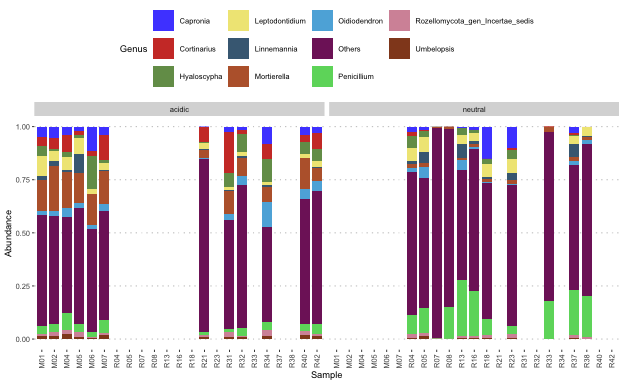 Genus
Capronia
Cortinarius
Hyaloscypha
Leptodontidium
Linnemannia
Mortierella
Oidiodendron
Others
Penicillium
Rozellomycota_gen_Incertae_sedis
Umbelopsis
acidic
neutral
Abundance
1.00
0.75
0.50
0.25
0.00
M01 M02 M04 M05 M06 M07 R04 R05 R07 R08 R13 R16 R18 R21 R23 R31 R32 R33 R34 R37 R38 R40 R42
M01 M02 M04 M05 M06 M07 R04 R05 R07 R08 R13 R16 R18 R21 R23 R31 R32 R33 R34 R37 R38 R40 R42
Sample